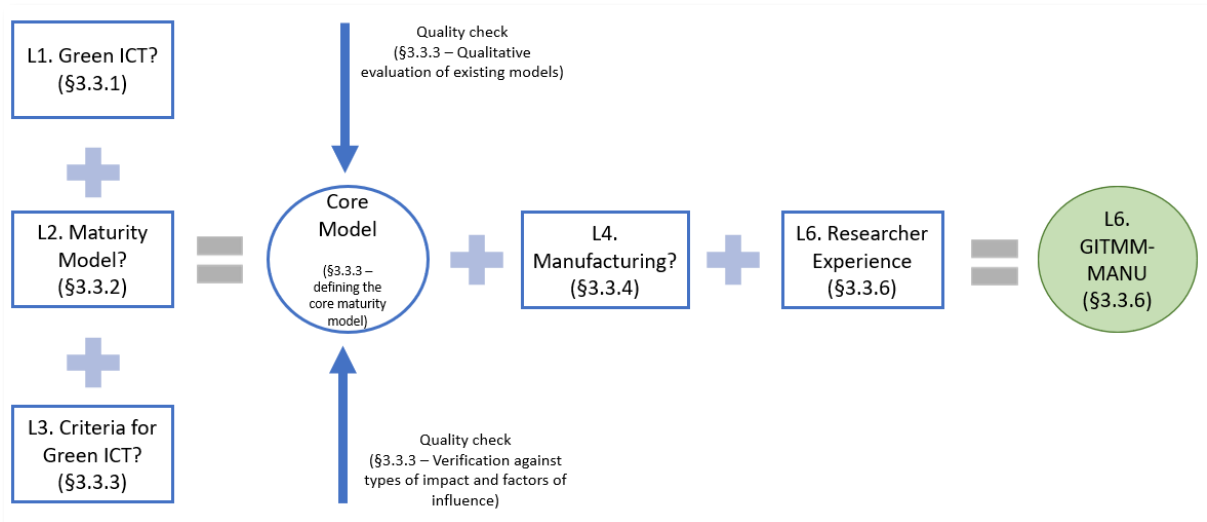 L1. Green ICT?
(§3.3.1)
Quality check
(§3.3.3 – Qualitative
evaluation of existing models)
L2. Maturity
Model?
(§3.3.2)
Core
Model
(§3.3.3 –
defining the
core maturity
model)
L4.
Manufacturing?
(§3.3.4)
L6. Researcher
Experience
(§3.3.6)
L6.
GITMM-
MANU
(§3.3.6)
L3. Criteria for
Green ICT?
(§3.3.3)
Quality check
(§3.3.3 – Verification against
types of impact and factors of
influence)